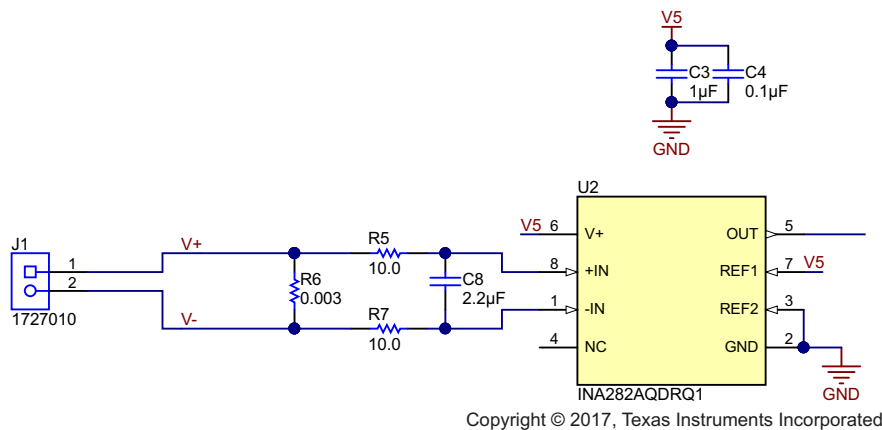 V5
C3
1µF
C4
0.1µF
GND
U2
V5 6 V+
OUT 5
J1
1
2
1727010
V+
V-
R5
10.0
R6
0.003
R7
10.0
C8
2.2µF
8 +IN
REF1 7 V5
1 -IN
REF2 3
4 NC
GND 2
GND
INA282AQDRQ1
Copyright © 2017, Texas Instruments Incorporated